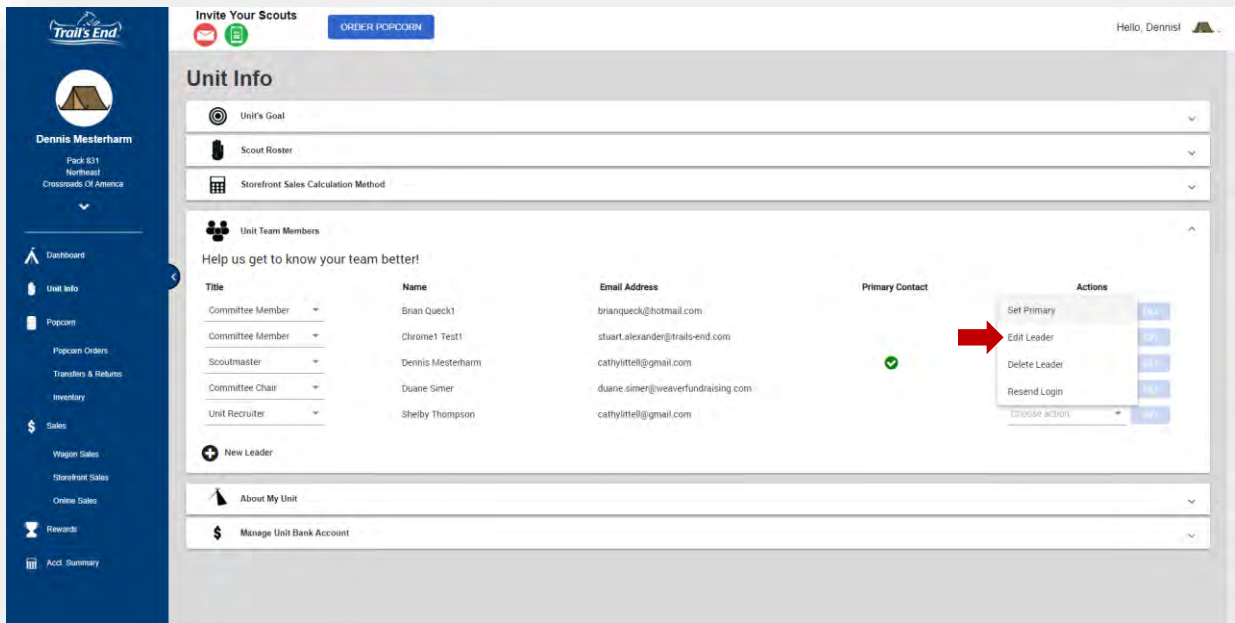 Trail's End
Invite Your Scouts
ORDER POPCORN
Hello, Dennis!
Dennis Mesterharm
Pack 831
Northeast
Crossroads Of America
Dashboard
Unit Info
Popcorn
Popcorn Orders
Transfers & Returns
Inventory
Sales
Wagon Sales
Storefront Sales
Online Sales
Rewards
Acct Summary
Unit Info
Unit's Goal
Scout Roster
Storefront Sales Calculation Method
Unit Team Members
Help us get to know your team better!
Title Name Email Address Primary Contact Actions
Committee Member Brian Queck1 brianqueck@hotmail.com
Committee Member Chrome1 Test1 stuart.alexander@trails-end.com
Scoutmaster Dennis Mesterharm cathylittell@gmail.com
Committee Chair Duane Simer duane.simer@weaverfundraising.com
Unit Recruiter Shelby Thompson cathylittell@gmail.com Choose action
Set Primary
Edit Leader
Delete Leader
Resend Login
New Leader
About My Unit
Manage Unit Bank Account